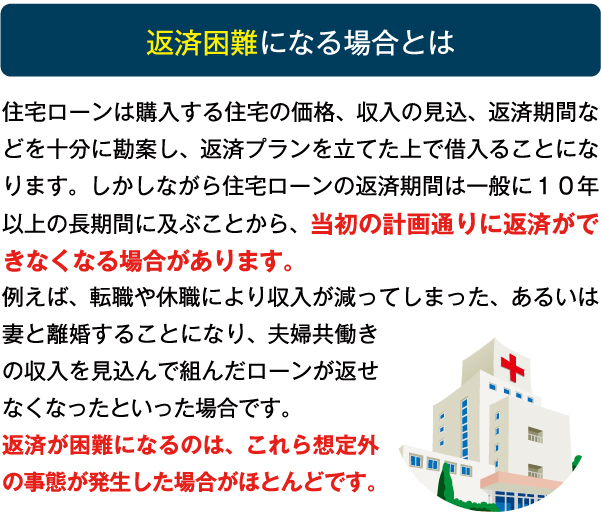 返済困難になる場合とは
住宅ローンは購入する住宅の価格、収入の見込、返済期間な
どを十分に勘案し、返済プランを立てた上で借入ることにな
ります。しかしながら住宅ローンの返済期間は一般に１０年
以上の長期間に及ぶことから、当初の計画通りに返済がで
きなくなる場合があります。
例えば、転職や休職により収入が減ってしまった、あるいは
妻と離婚することになり、夫婦共働き
の収入を見込んで組んだローンが返せ
なくなったといった場合です。
返済が困難になるのは、これら想定外
の事態が発生した場合がほとんどです。